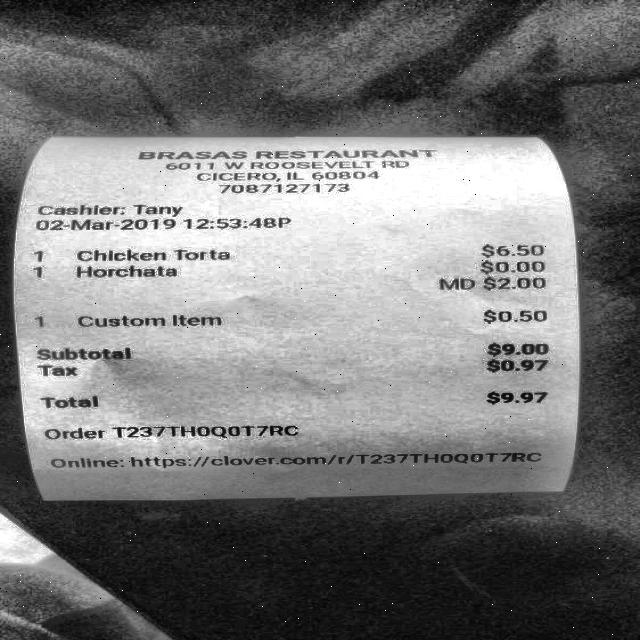 BRASAS RESTAURANT
6011 W ROOSEVELT RD
CICERO, IL 60804
7087127173
Cashier: Tany
02-Mar-2019 12:53:48P
1 Chicken Torta $6.50
1 Horchata $0.00
MD $2.00
1 Custom Item $0.50
Subtotal $9.00
Tax $0.97
Total $9.97
Order T237TH0Q0T7RC
Online: https://clover.com/r/T237TH0Q0T7RC